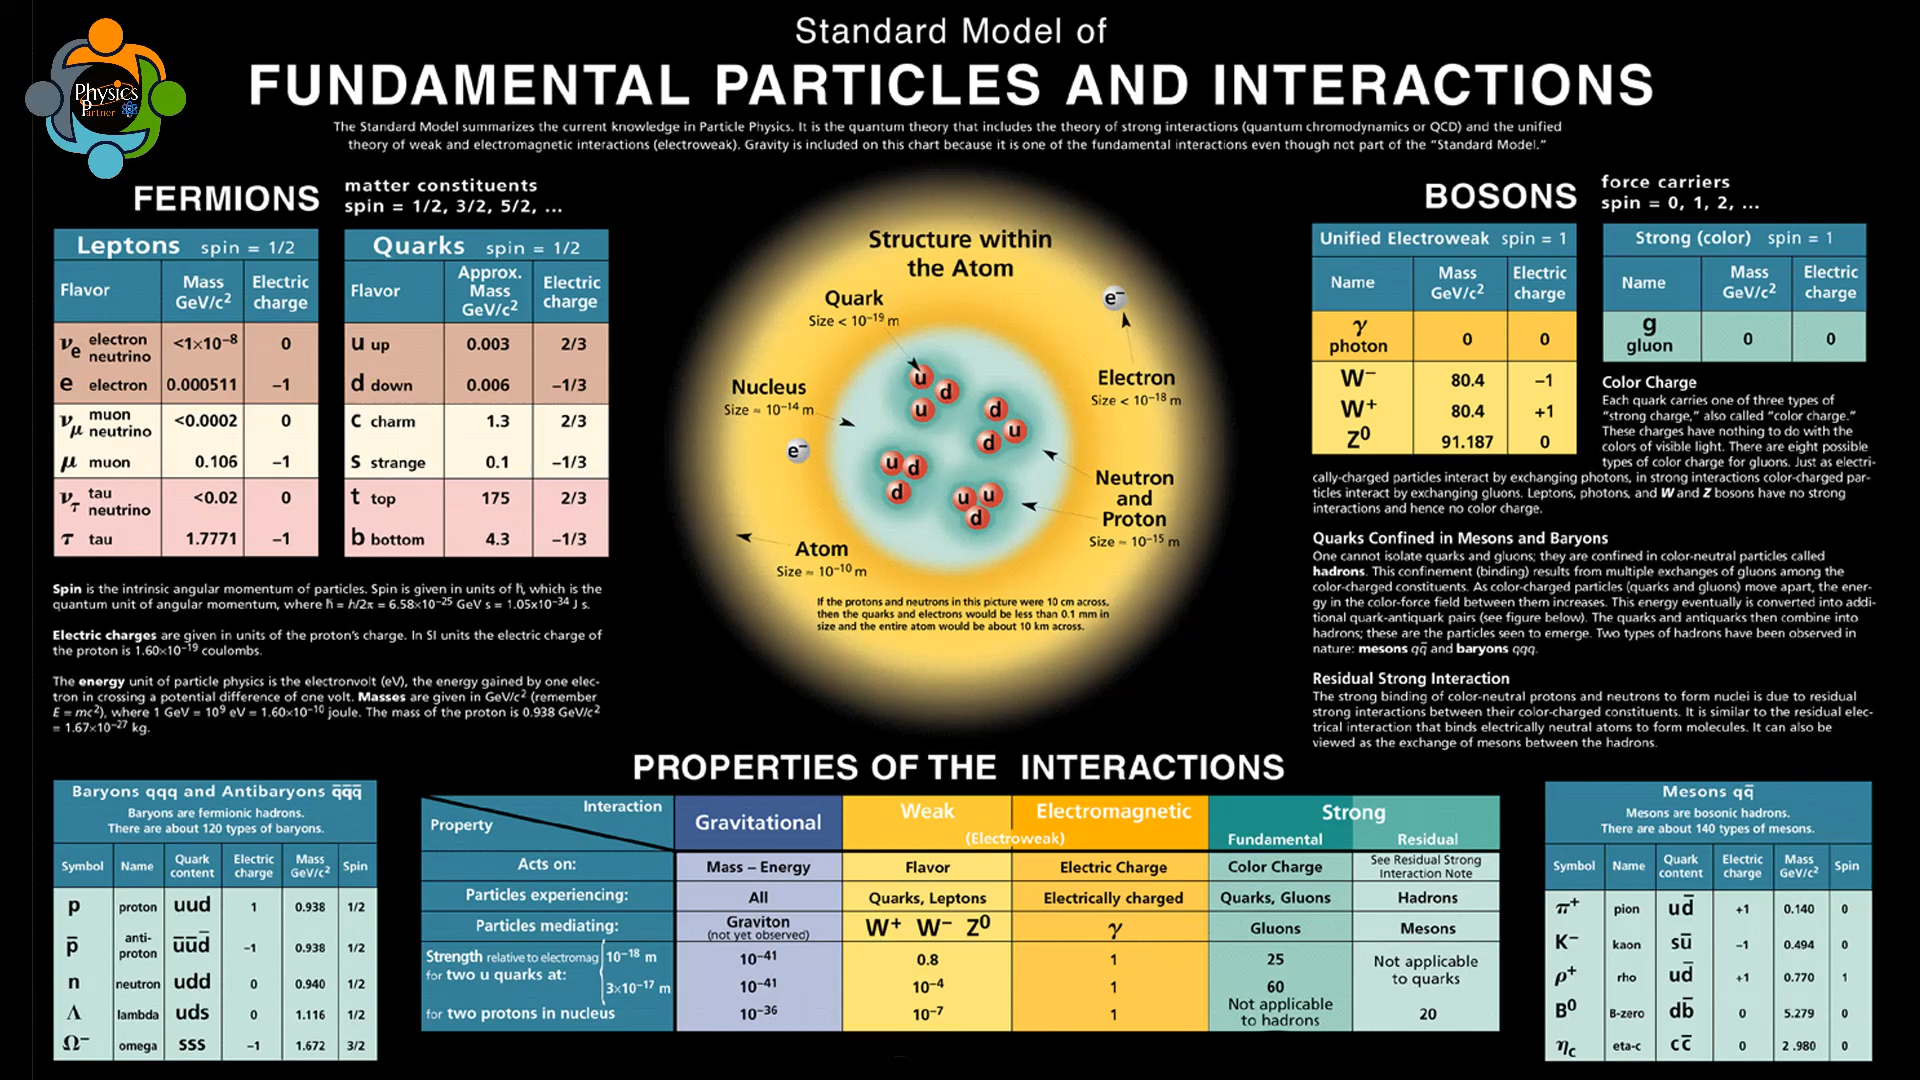 Physics
Partner
Standard Model of
FUNDAMENTAL PARTICLES AND INTERACTIONS
The Standard Model summarizes the current knowledge in Particle Physics. It is the quantum theory that includes the theory of strong interactions (quantum chromodynamics or QCD) and the unified
theory of weak and electromagnetic interactions (electroweak). Gravity is included on this chart because it is one of the fundamental interactions even though not part of the "Standard Model."
FERMIONS
matter constituents
spin = 1/2, 3/2, 5/2, ...
Leptons spin = 1/2
Flavor Mass GeV/c² Electric charge
νe electron neutrino <1×10⁻⁸ 0
e electron 0.000511 −1
νμ muon neutrino <0.0002 0
μ muon 0.106 −1
ντ tau neutrino <0.02 0
τ tau 1.7771 −1
Quarks spin = 1/2
Flavor Approx. Mass GeV/c² Electric charge
u up 0.003 2/3
d down 0.006 −1/3
c charm 1.3 2/3
s strange 0.1 −1/3
t top 175 2/3
b bottom 4.3 −1/3
Spin is the intrinsic angular momentum of particles. Spin is given in units of ħ, which is the
quantum unit of angular momentum, where ħ = h/2π = 6.58×10⁻²⁵ GeV s = 1.05x10⁻³⁴ J s.
Electric charges are given in units of the proton's charge. In SI units the electric charge of
the proton is 1.60×10⁻¹⁹ coulombs.
The energy unit of particle physics is the electronvolt (eV), the energy gained by one elec-
tron in crossing a potential difference of one volt. Masses are given in GeV/c² (remember
E = mc²), where 1 GeV = 10⁹ eV = 1.60×10⁻¹⁰ joule. The mass of the proton is 0.938 GeV/c²
= 1.67×10⁻²⁷ kg.
Structure within
the Atom
Quark
Size < 10⁻¹⁹ m
e⁻
Nucleus
Size ≈ 10⁻¹⁴ m
Electron
Size < 10⁻¹⁸ m
u
d
u
d
u
d
e⁻
u
d
d
u
u
d
Neutron
and
Proton
Size ≈ 10⁻¹⁵ m
Atom
Size ≈ 10⁻¹⁰ m
If the protons and neutrons in this picture were 10 cm across,
then the quarks and electrons would be less than 0.1 mm in
size and the entire atom would be about 10 km across.
BOSONS
force carriers
spin = 0, 1, 2, ...
Unified Electroweak spin = 1
Name Mass GeV/c² Electric charge
γ photon 0 0
W⁻ 80.4 −1
W⁺ 80.4 +1
Z⁰ 91.187 0
Strong (color) spin = 1
Name Mass GeV/c² Electric charge
g gluon 0 0
Color Charge
Each quark carries one of three types of
"strong charge," also called "color charge."
These charges have nothing to do with the
colors of visible light. There are eight possible
types of color charge for gluons. Just as electri-
cally-charged particles interact by exchanging photons, in strong interactions color-charged par-
ticles interact by exchanging gluons. Leptons, photons, and W and Z bosons have no strong
interactions and hence no color charge.
Quarks Confined in Mesons and Baryons
One cannot isolate quarks and gluons; they are confined in color-neutral particles called
hadrons. This confinement (binding) results from multiple exchanges of gluons among the
color-charged constituents. As color-charged particles (quarks and gluons) move apart, the ener-
gy in the color-force field between them increases. This energy eventually is converted into addi-
tional quark-antiquark pairs (see figure below). The quarks and antiquarks then combine into
hadrons; these are the particles seen to emerge. Two types of hadrons have been observed in
nature: mesons qq̄ and baryons qqq.
Residual Strong Interaction
The strong binding of color-neutral protons and neutrons to form nuclei is due to residual
strong interactions between their color-charged constituents. It is similar to the residual elec-
trical interaction that binds electrically neutral atoms to form molecules. It can also be
viewed as the exchange of mesons between the hadrons.
Baryons qqq and Antibaryons q̄q̄q̄
Baryons are fermionic hadrons.
There are about 120 types of baryons.
Symbol Name Quark content Electric charge Mass GeV/c² Spin
p proton uud 1 0.938 1/2
p̄ anti-proton ūūd̄ −1 0.938 1/2
n neutron udd 0 0.940 1/2
Λ lambda uds 0 1.116 1/2
Ω⁻ omega sss −1 1.672 3/2
PROPERTIES OF THE INTERACTIONS
Interaction
Property
Gravitational Weak Electromagnetic Strong
(Electroweak) Fundamental Residual
Acts on: Mass – Energy Flavor Electric Charge Color Charge See Residual Strong Interaction Note
Particles experiencing: All Quarks, Leptons Electrically charged Quarks, Gluons Hadrons
Particles mediating: Graviton (not yet observed) W⁺ W⁻ Z⁰ γ Gluons Mesons
Strength relative to electromag 10⁻¹⁸ m 10⁻⁴¹ 0.8 1 25 Not applicable to quarks
for two u quarks at: 3×10⁻¹⁷ m 10⁻⁴¹ 10⁻⁴ 1 60
for two protons in nucleus 10⁻³⁶ 10⁻⁷ 1 Not applicable to hadrons 20
Mesons qq̄
Mesons are bosonic hadrons.
There are about 140 types of mesons.
Symbol Name Quark content Electric charge Mass GeV/c² Spin
π⁺ pion ud̄ +1 0.140 0
K⁻ kaon sū −1 0.494 0
ρ⁺ rho ud̄ +1 0.770 1
B⁰ B-zero db̄ 0 5.279 0
ηc eta-c cc̄ 0 2 .980 0